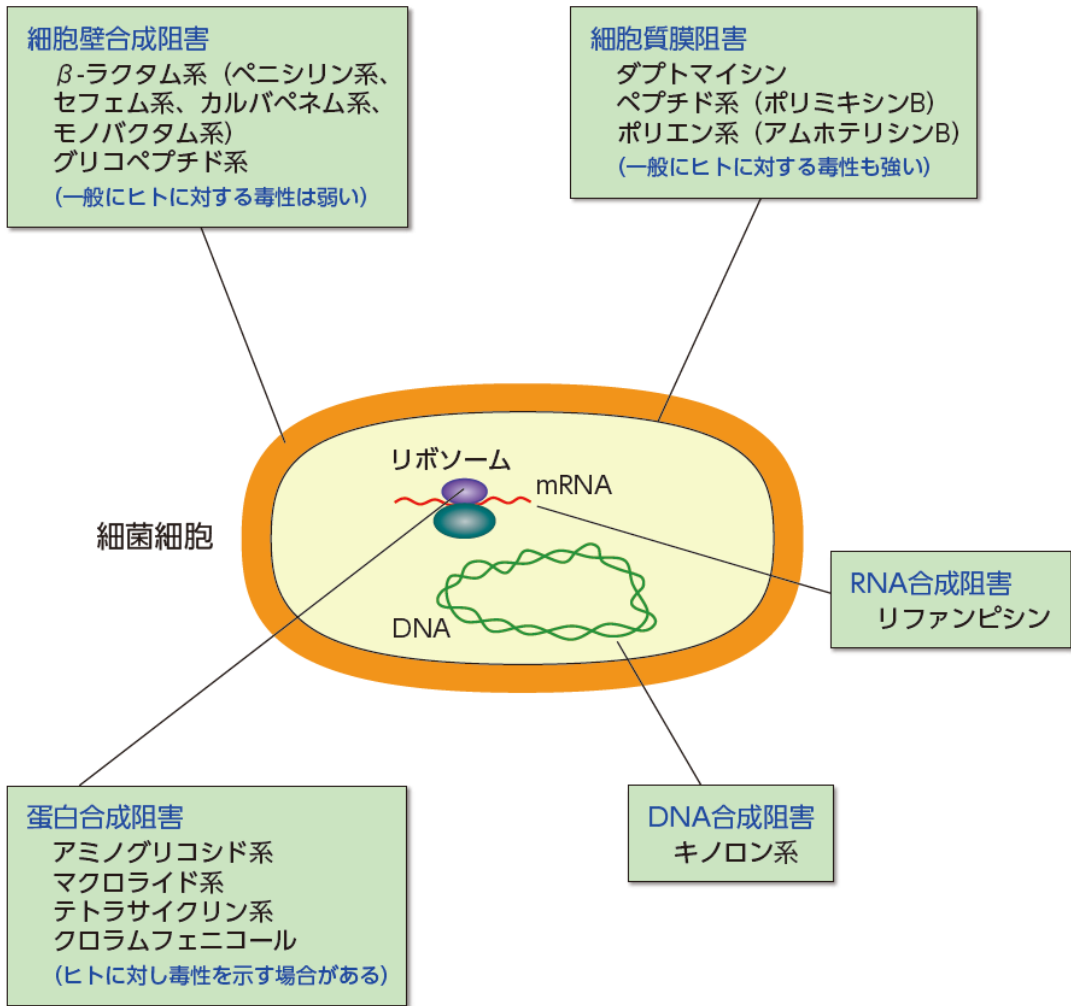 細胞壁合成阻害
β-ラクタム系（ペニシリン系、
セフェム系、カルバペネム系、
モノバクタム系）
グリコペプチド系
（一般にヒトに対する毒性は弱い）
細胞質膜阻害
ダプトマイシン
ペプチド系（ポリミキシンB）
ポリエン系（アムホテリシンB）
（一般にヒトに対する毒性も強い）
リボソーム
mRNA
細菌細胞
DNA
RNA合成阻害
リファンピシン
蛋白合成阻害
アミノグリコシド系
マクロライド系
テトラサイクリン系
クロラムフェニコール
（ヒトに対し毒性を示す場合がある）
DNA合成阻害
キノロン系